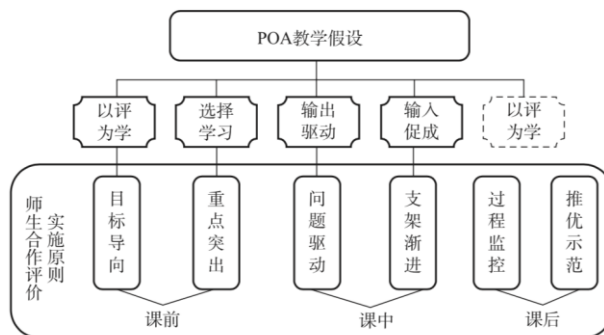 POA教学假设
以评
为学
选择
学习
输出
驱动
输入
促成
以评
为学
师生合作评价
实施原则
目标导向
重点突出
问题驱动
支架渐进
过程监控
推优示范
课前
课中
课后